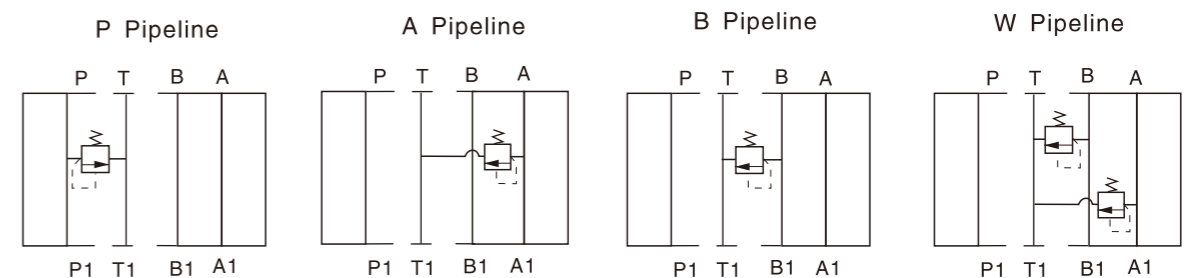 P Pipeline
P T B A
P1 T1 B1 A1
A Pipeline
P T B A
P1 T1 B1 A1
B Pipeline
P T B A
P1 T1 B1 A1
W Pipeline
P T B A
P1 T1 B1 A1